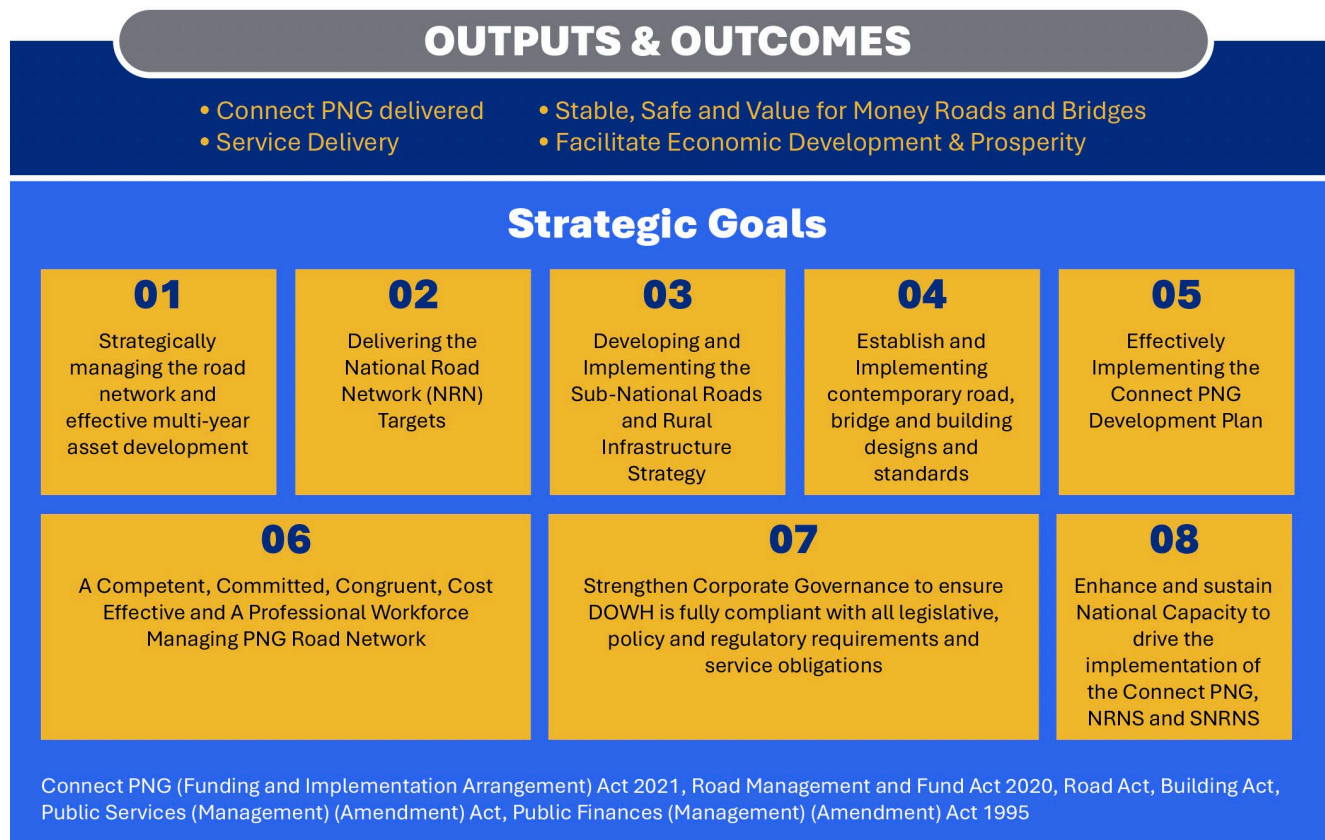 OUTPUTS & OUTCOMES
• Connect PNG delivered
• Service Delivery
• Stable, Safe and Value for Money Roads and Bridges
• Facilitate Economic Development & Prosperity
Strategic Goals
01
Strategically
managing the road
network and
effective multi-year
asset development
02
Delivering the
National Road
Network (NRN)
Targets
03
Developing and
Implementing the
Sub-National Roads
and Rural
Infrastructure
Strategy
04
Establish and
Implementing
contemporary road,
bridge and building
designs and
standards
05
Effectively
Implementing the
Connect PNG
Development Plan
06
A Competent, Committed, Congruent, Cost
Effective and A Professional Workforce
Managing PNG Road Network
07
Strengthen Corporate Governance to ensure
DOWH is fully compliant with all legislative,
policy and regulatory requirements and
service obligations
08
Enhance and sustain
National Capacity to
drive the
implementation of
the Connect PNG,
NRNS and SNRNS
Connect PNG (Funding and Implementation Arrangement) Act 2021, Road Management and Fund Act 2020, Road Act, Building Act,
Public Services (Management) (Amendment) Act, Public Finances (Management) (Amendment) Act 1995